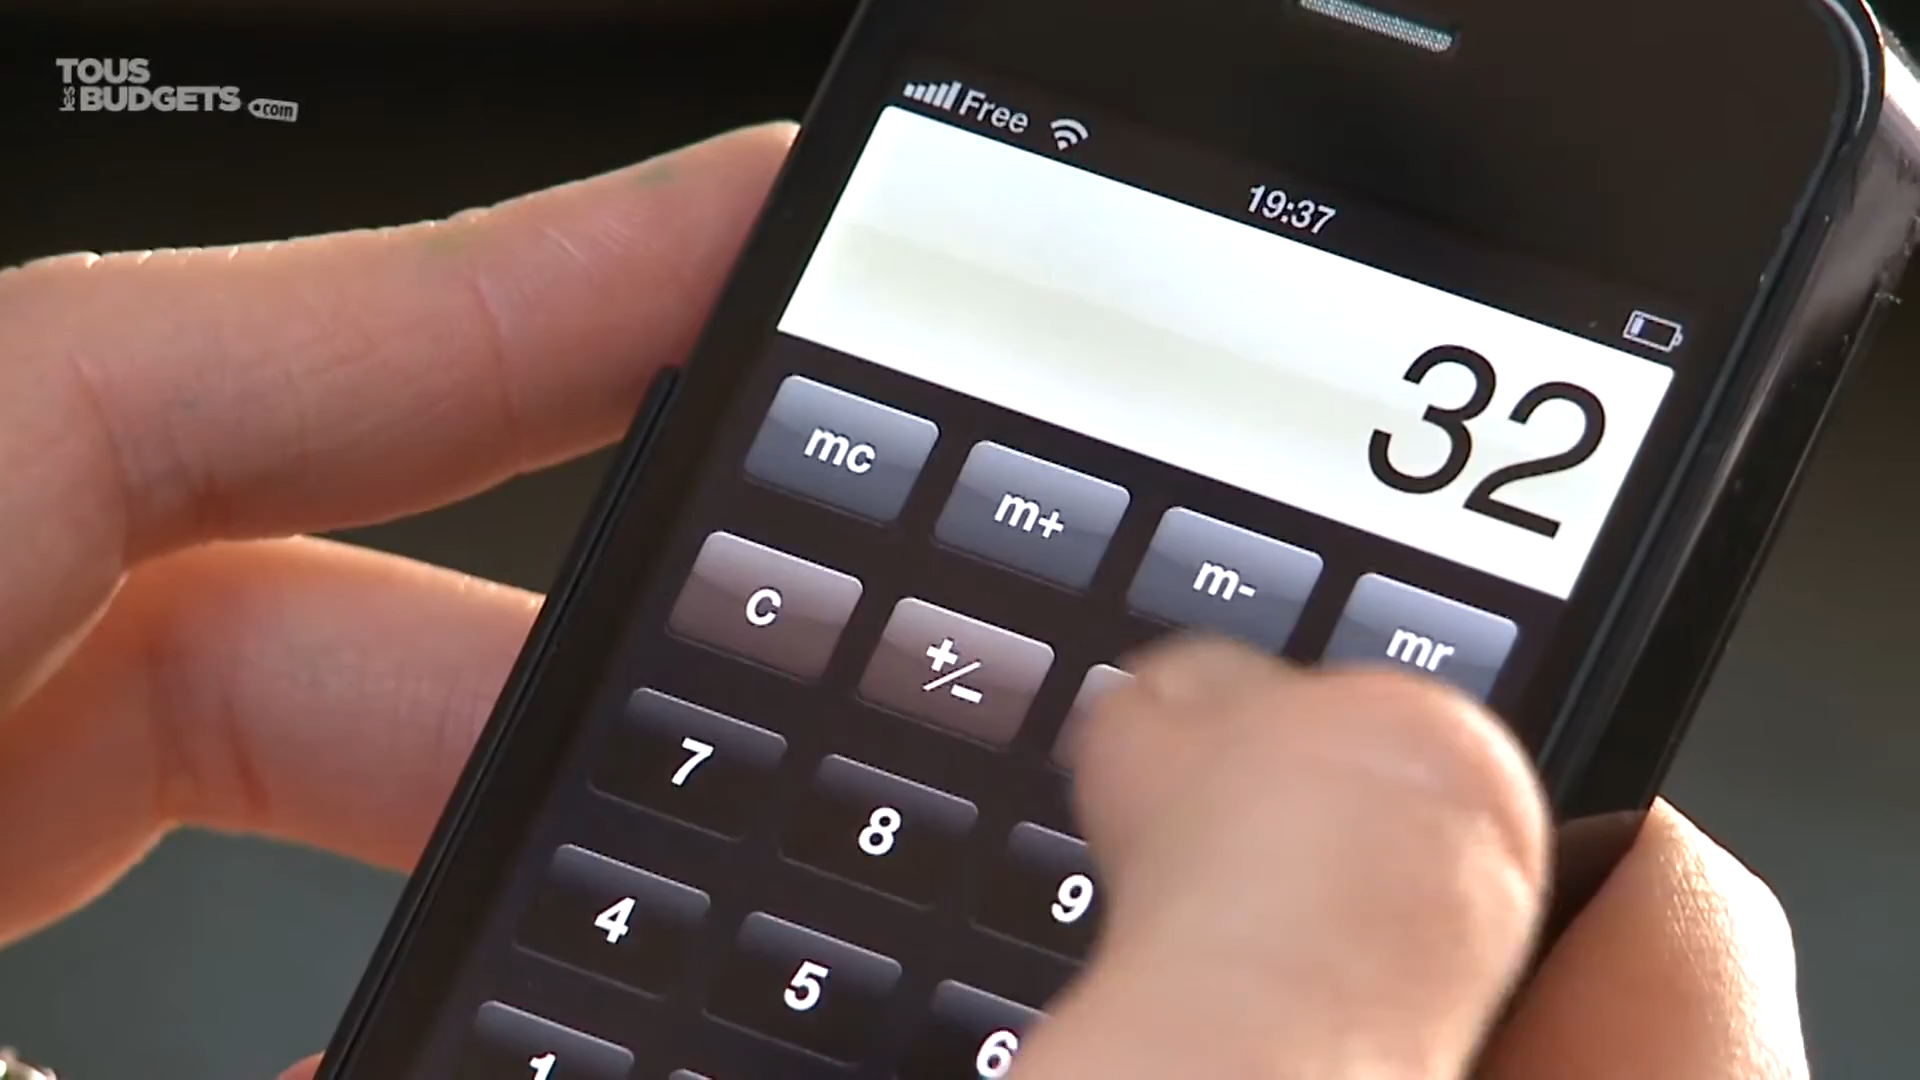 TOUS
les BUDGETS .com
Free
19:37
32
mc
m+
m-
mr
C
+/-
7
8
9
4
5
6
1